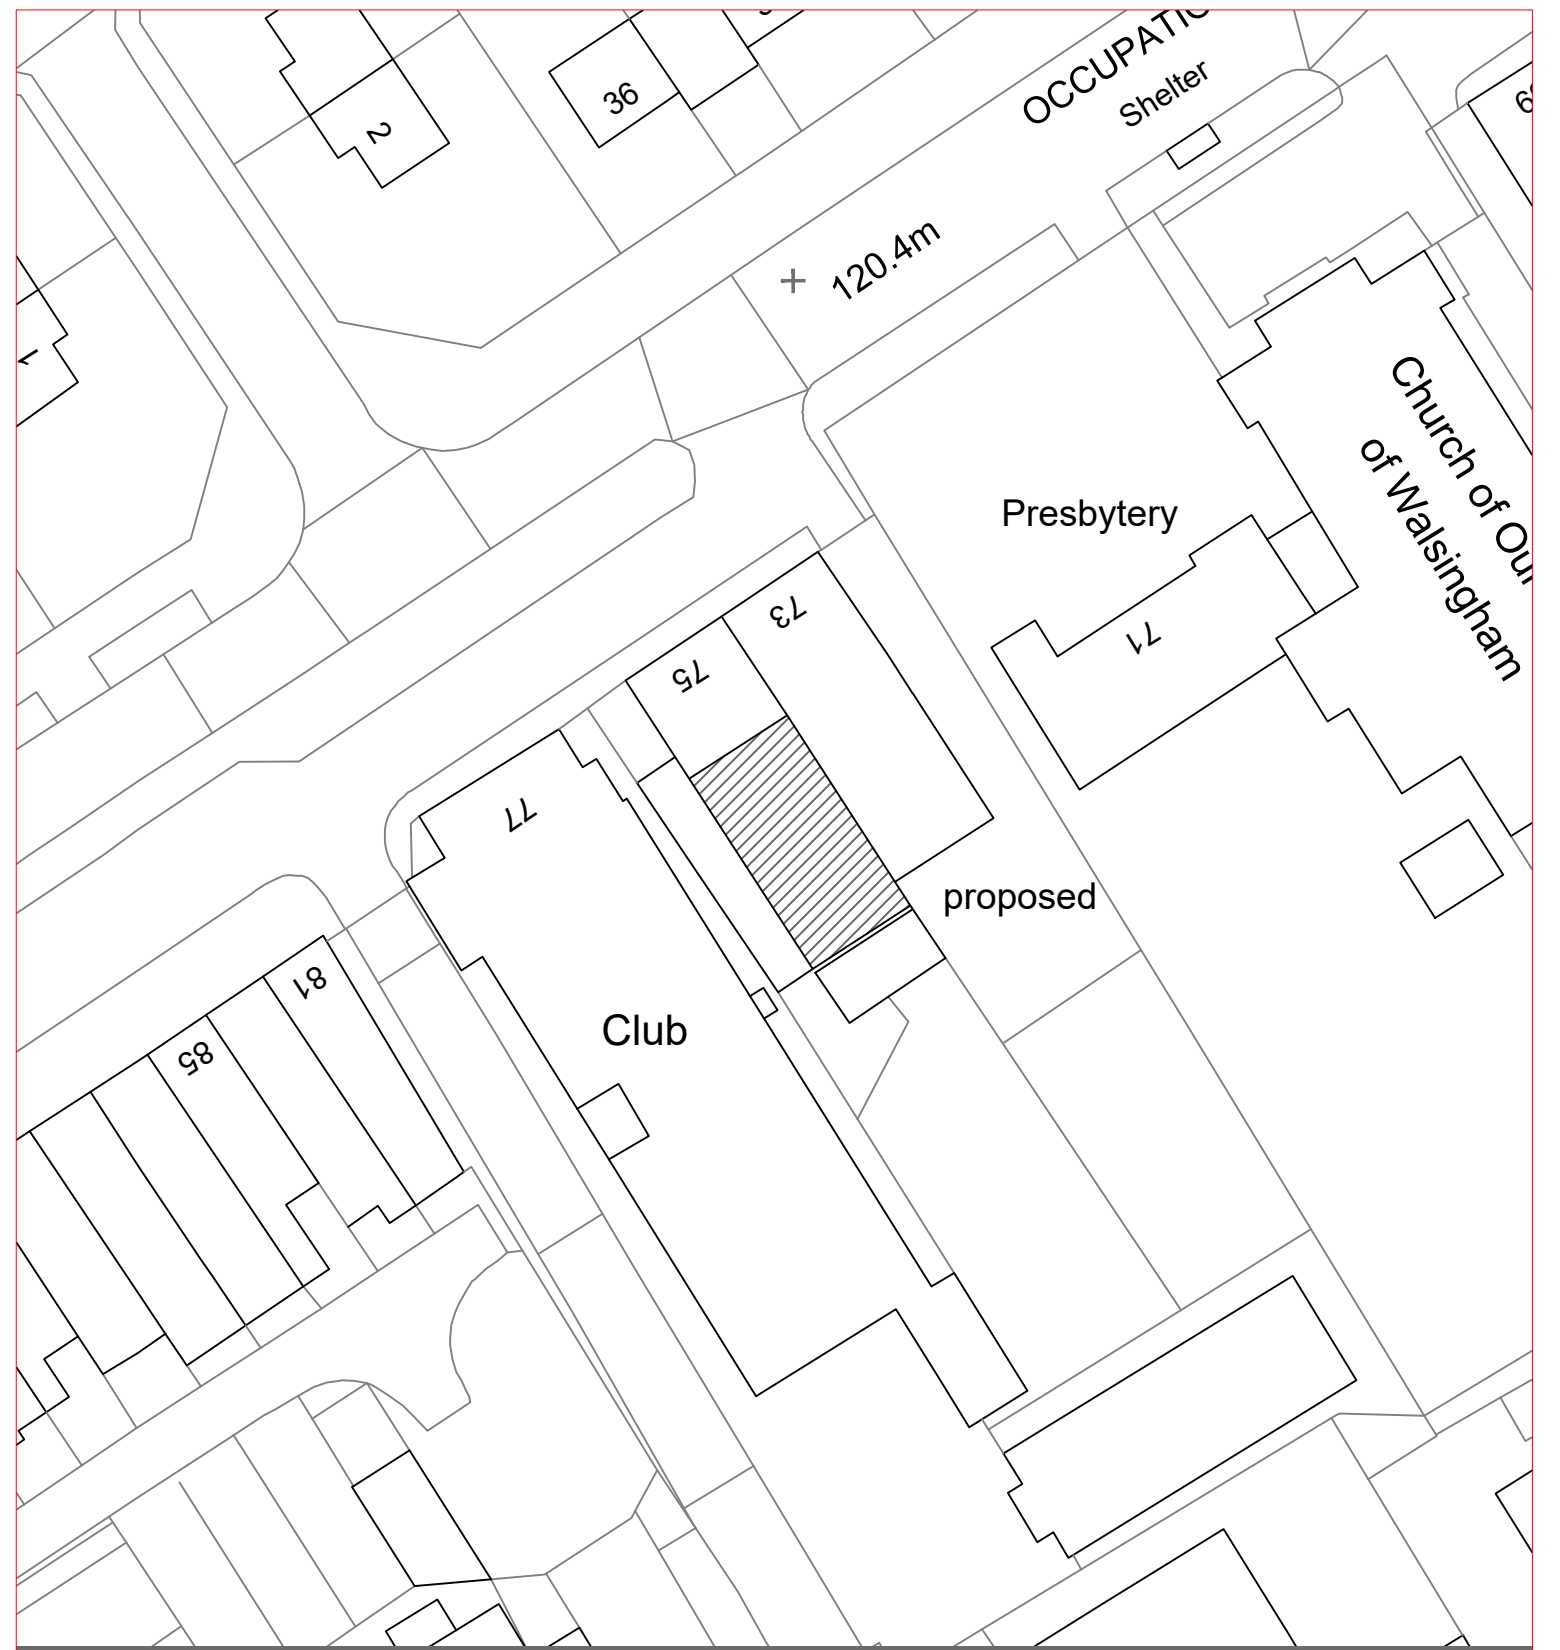 OCCUPATIO
Shelter
36
2
120.4m
1
Church of Our
of Walsingham
Presbytery
73
71
75
77
proposed
81
Club
85